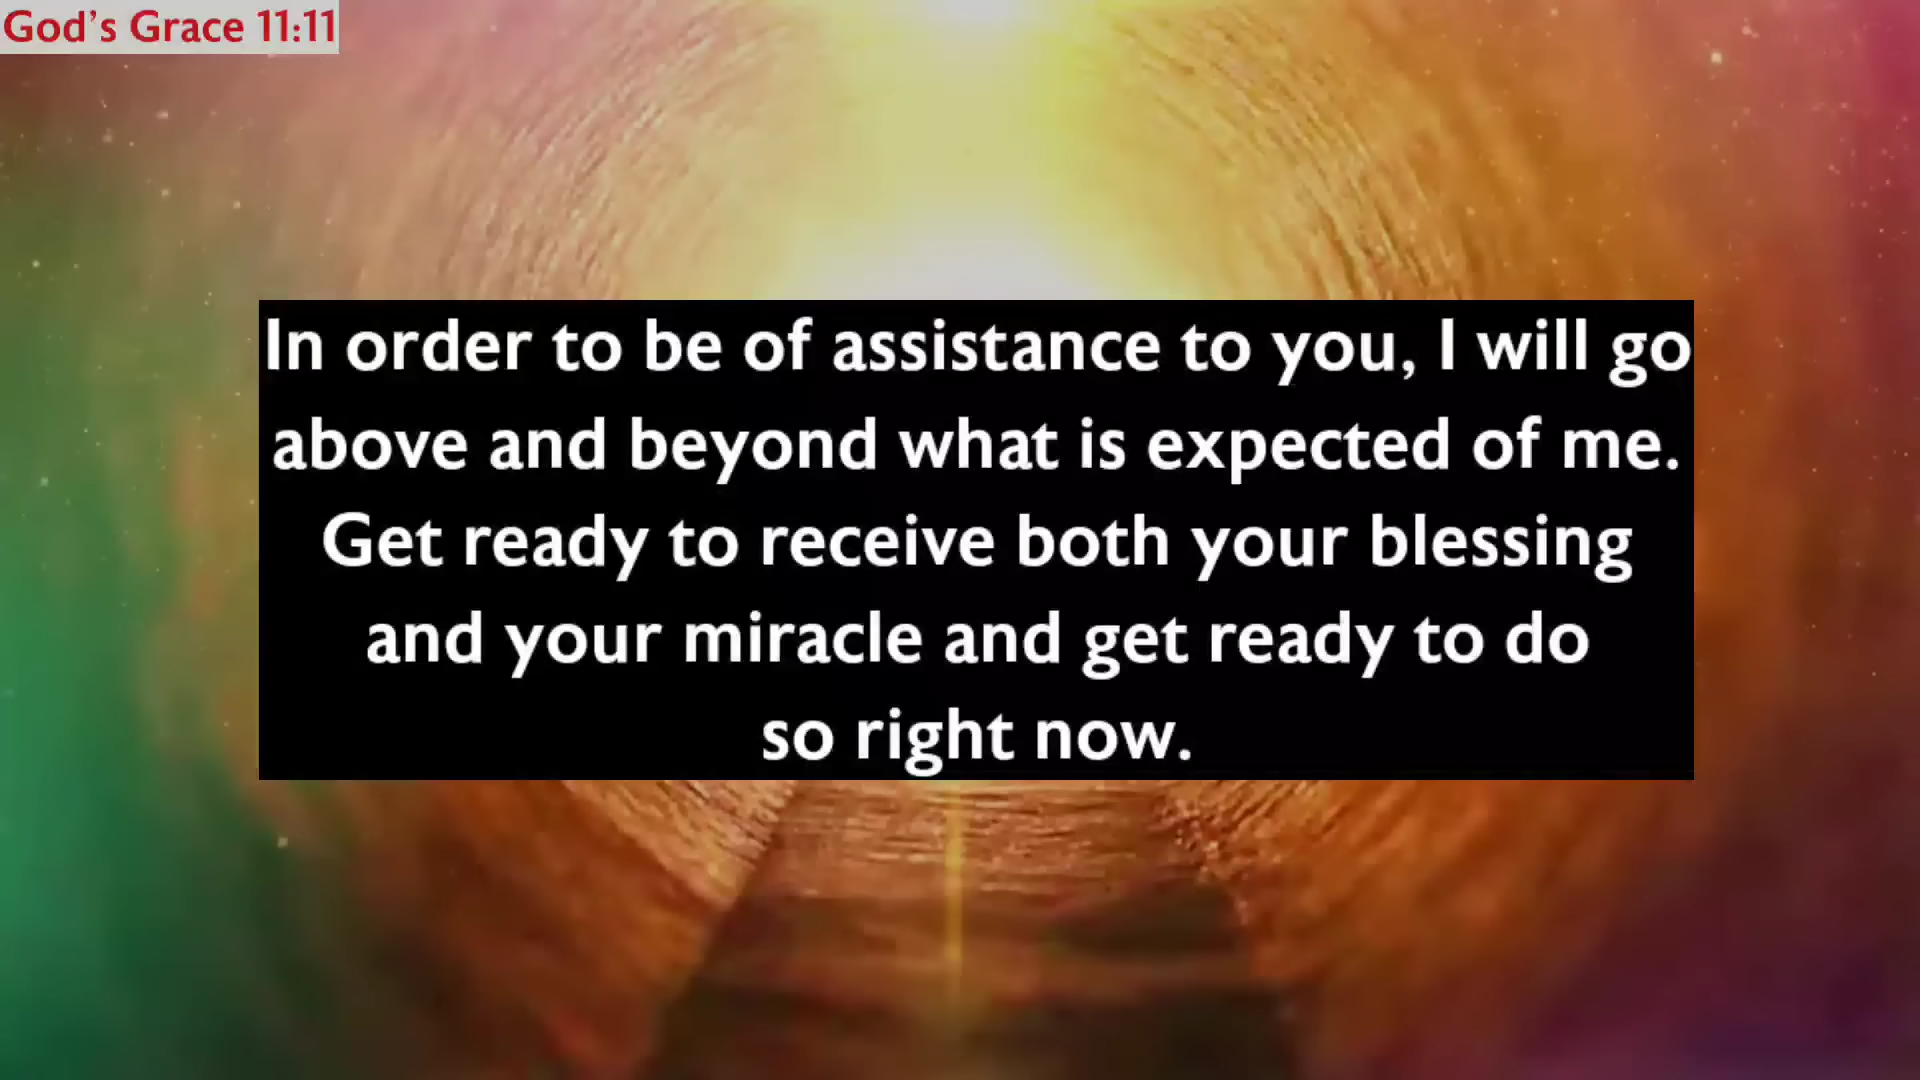 God's Grace 11:11
In order to be of assistance to you, I will go
above and beyond what is expected of me.
Get ready to receive both your blessing
and your miracle and get ready to do
so right now.